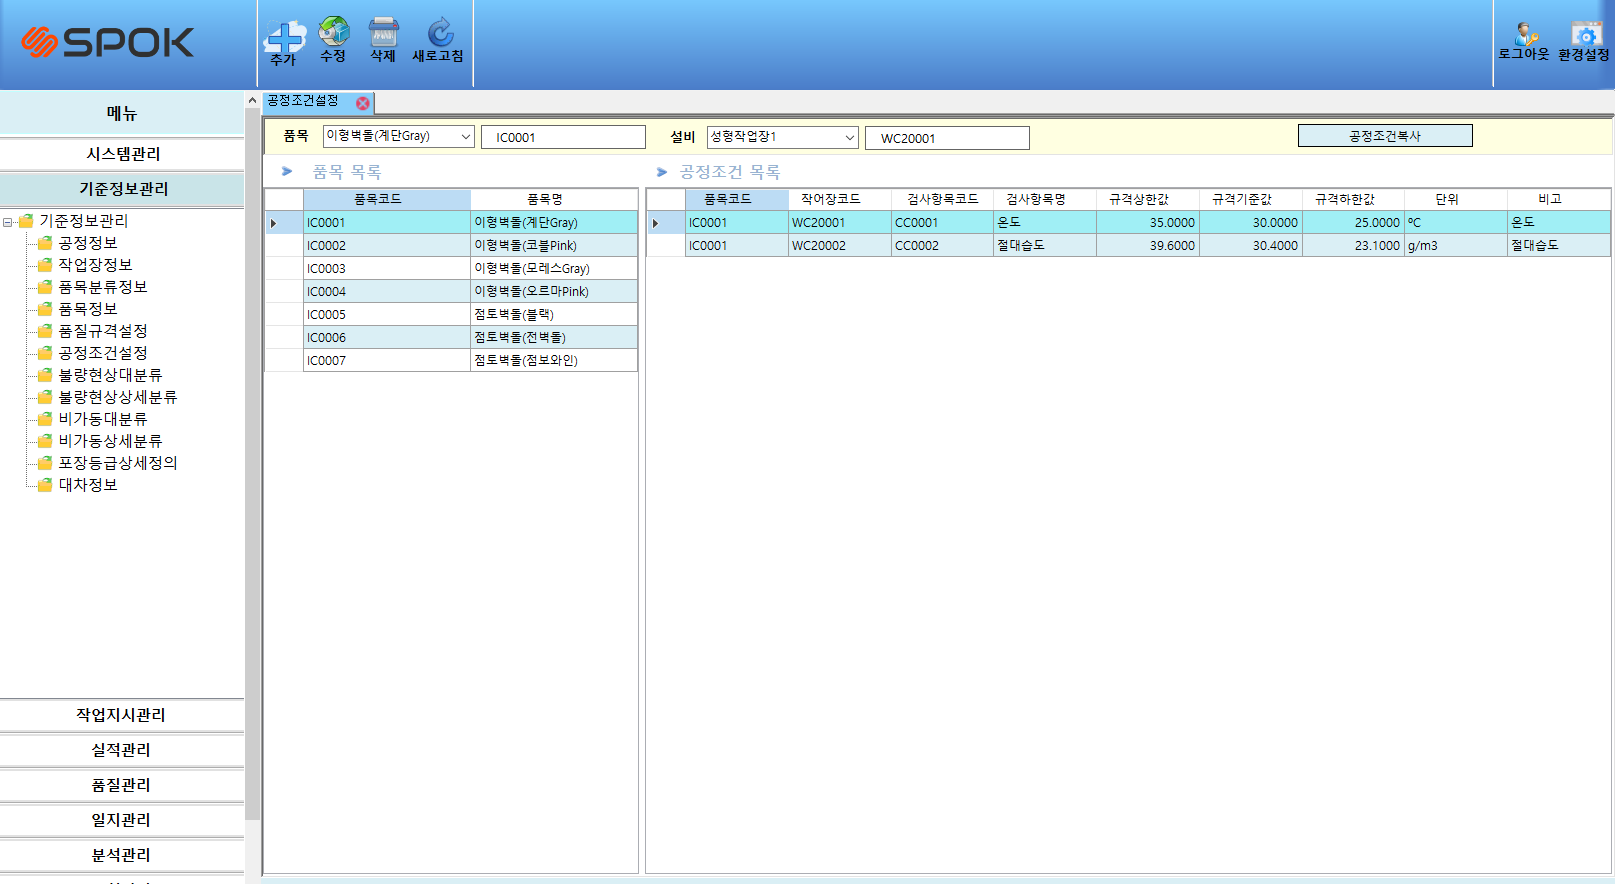 SPOK
추가 수정 삭제 새로고침
로그아웃 환경설정
메뉴
시스템관리
기준정보관리
기준정보관리
공정정보
작업장정보
품목분류정보
품목정보
품질규격설정
공정조건설정
불량현상대분류
불량현상상세분류
비가동대분류
비가동상세분류
포장등급상세정의
대차정보
작업지시관리
실적관리
품질관리
일지관리
분석관리
공정조건설정
품목 이형벽돌(계단Gray) IC0001 설비 성형작업장1 WC20001 공정조건복사
품목 목록
품목코드 품목명
IC0001 이형벽돌(계단Gray)
IC0002 이형벽돌(코블Pink)
IC0003 이형벽돌(모레스Gray)
IC0004 이형벽돌(오르마Pink)
IC0005 점토벽돌(블랙)
IC0006 점토벽돌(전벽돌)
IC0007 점토벽돌(점보와인)
공정조건 목록
품목코드 작어장코드 검사항목코드 검사항목명 규격상한값 규격기준값 규격하한값 단위 비고
IC0001 WC20001 CC0001 온도 35.0000 30.0000 25.0000 ℃ 온도
IC0001 WC20002 CC0002 절대습도 39.6000 30.4000 23.1000 g/m3 절대습도